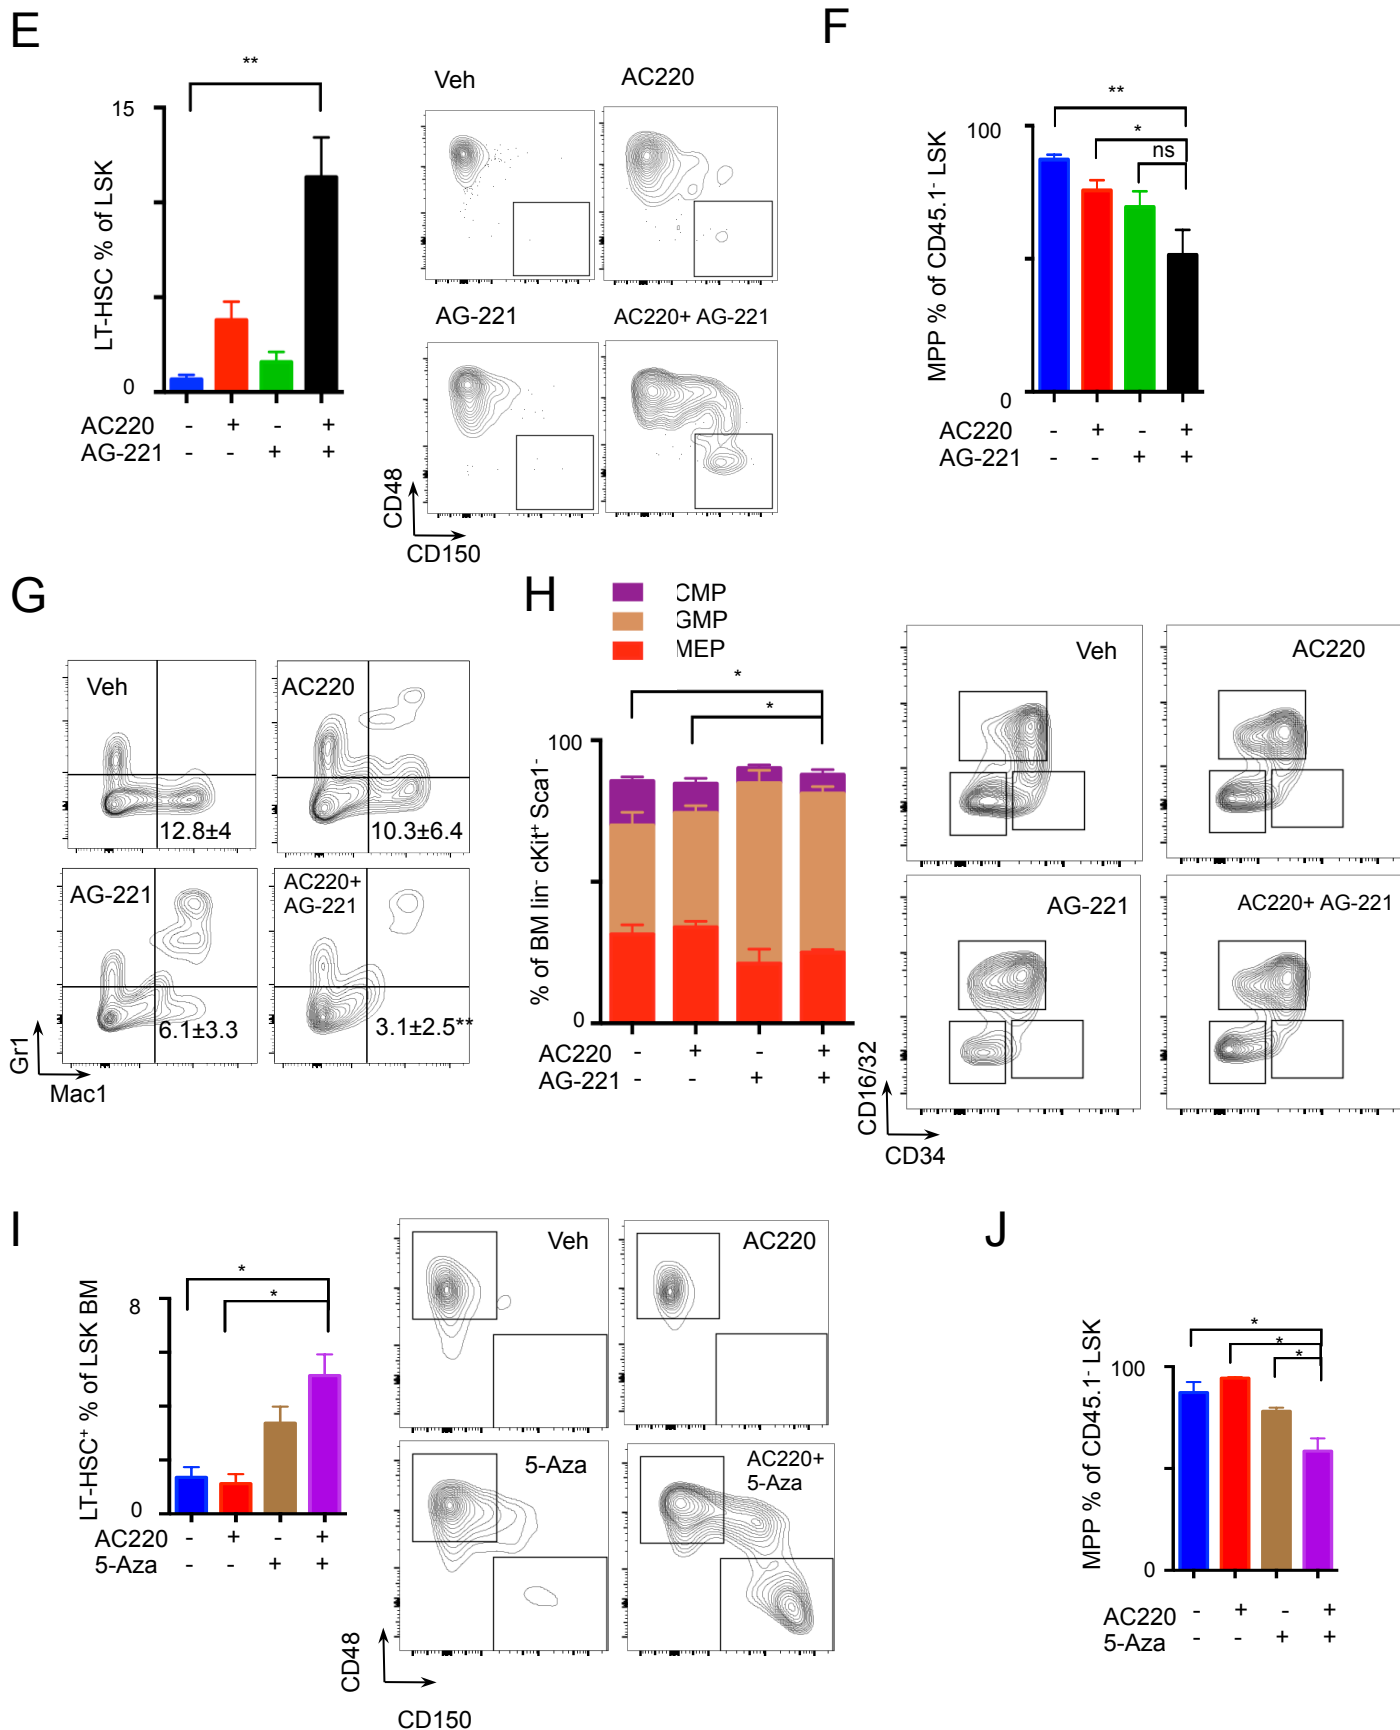 E
**
15
LT-HSC % of LSK
0
AC220 - + - +
AG-221 - - + +
Veh
AC220
AG-221
AC220+ AG-221
CD48
CD150
F
**
*
ns
100
MPP % of CD45.1- LSK
0
AC220 - + - +
AG-221 - - + +
G
Veh
12.8±4
AC220
10.3±6.4
AG-221
6.1±3.3
AC220+
AG-221
3.1±2.5**
Gr1
Mac1
H
CMP
GMP
MEP
*
*
100
% of BM lin- cKit+ Sca1-
0
AC220 - + - +
AG-221 - - + +
Veh
AC220
AG-221
AC220+ AG-221
CD16/32
CD34
I
*
*
8
LT-HSC+ % of LSK BM
0
AC220 - + - +
5-Aza - - + +
Veh
AC220
5-Aza
AC220+
5-Aza
CD48
CD150
J
*
*
*
100
MPP % of CD45.1- LSK
0
AC220 - + - +
5-Aza - - + +